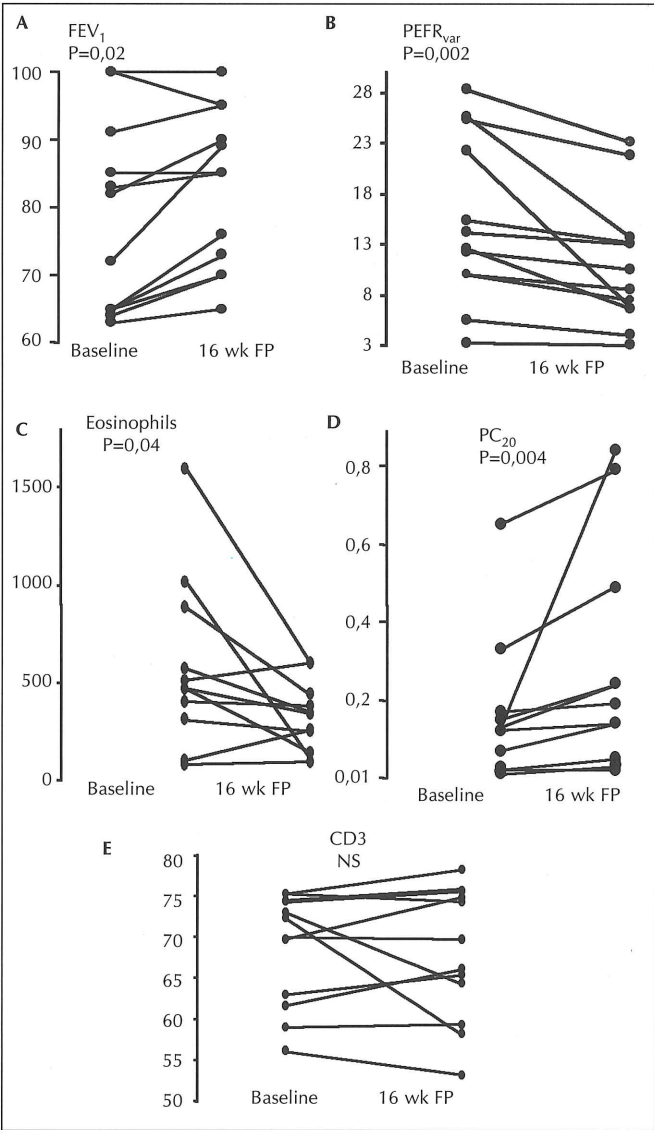 A
FEV1
P=0,02
100
90
80
70
60
Baseline 16 wk FP
B
PEFRvar
P=0,002
28
23
18
13
8
3
Baseline 16 wk FP
C
Eosinophils
P=0,04
1500
1000
500
0
Baseline 16 wk FP
D
PC20
P=0,004
0,8
0,6
0,4
0,2
0,01
Baseline 16 wk FP
E
CD3
NS
80
75
70
65
60
55
50
Baseline 16 wk FP